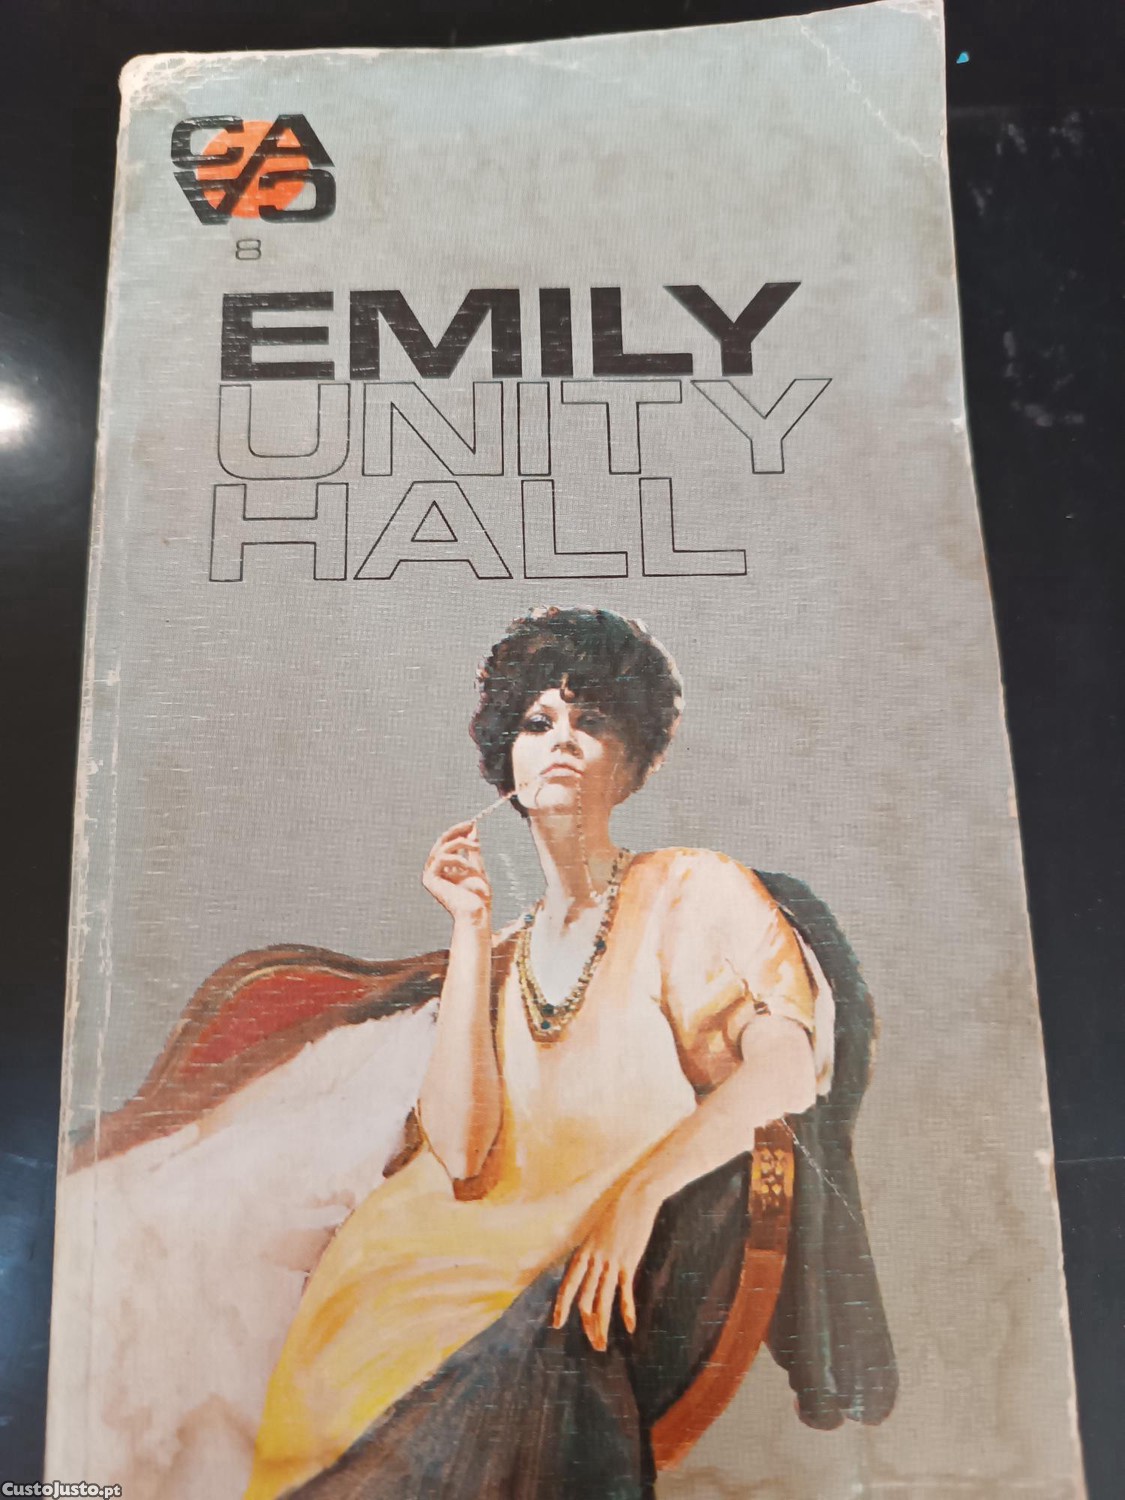 CA
VO
8
EMILY
UNITY
HALL
CustoJusto.pt